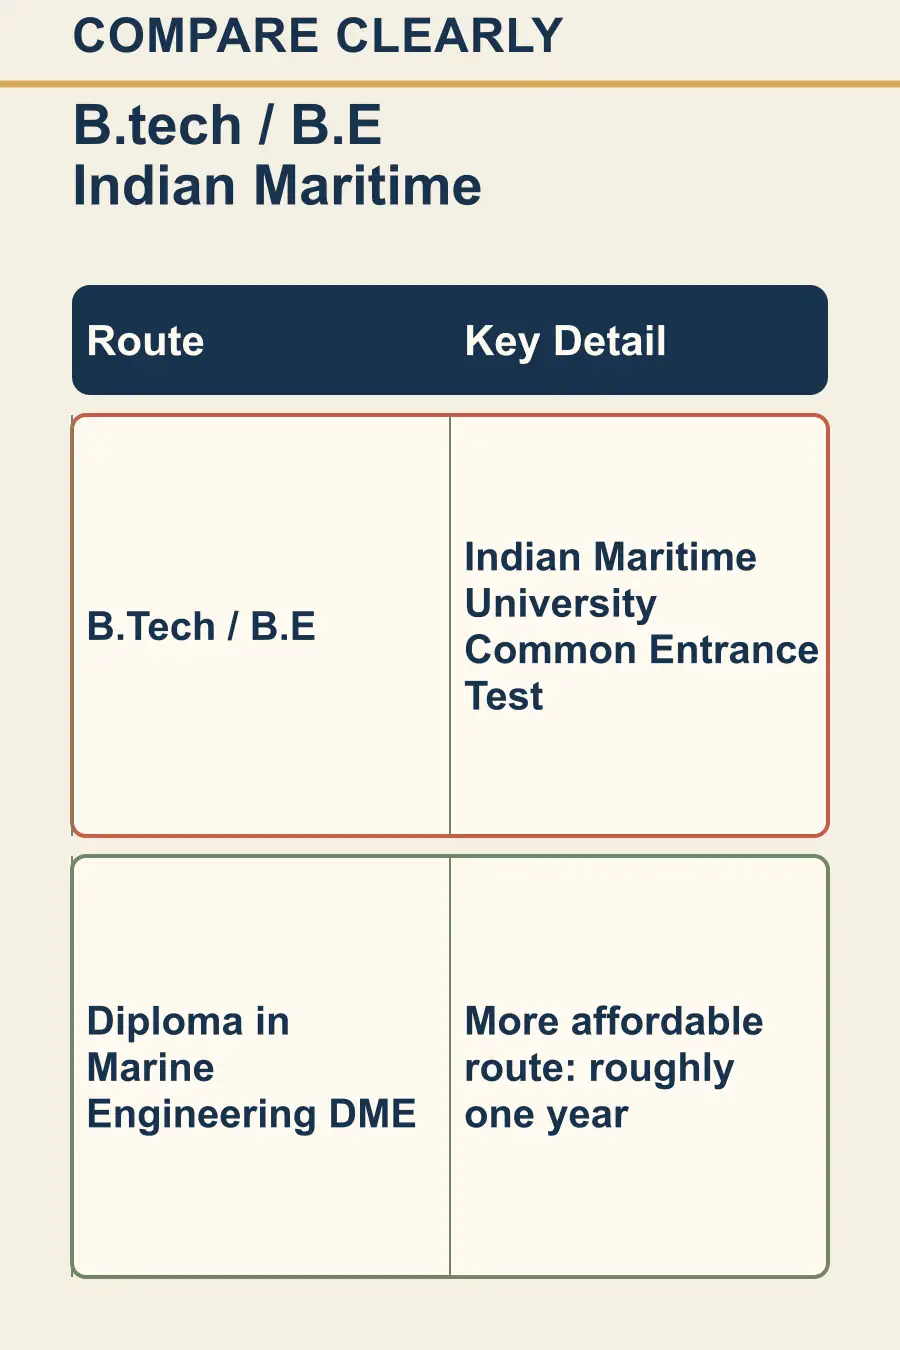 COMPARE CLEARLY
B.tech / B.E
Indian Maritime
Route
Key Detail
B.Tech / B.E
Indian Maritime
University
Common Entrance
Test
Diploma in
Marine
Engineering DME
More affordable
route: roughly
one year